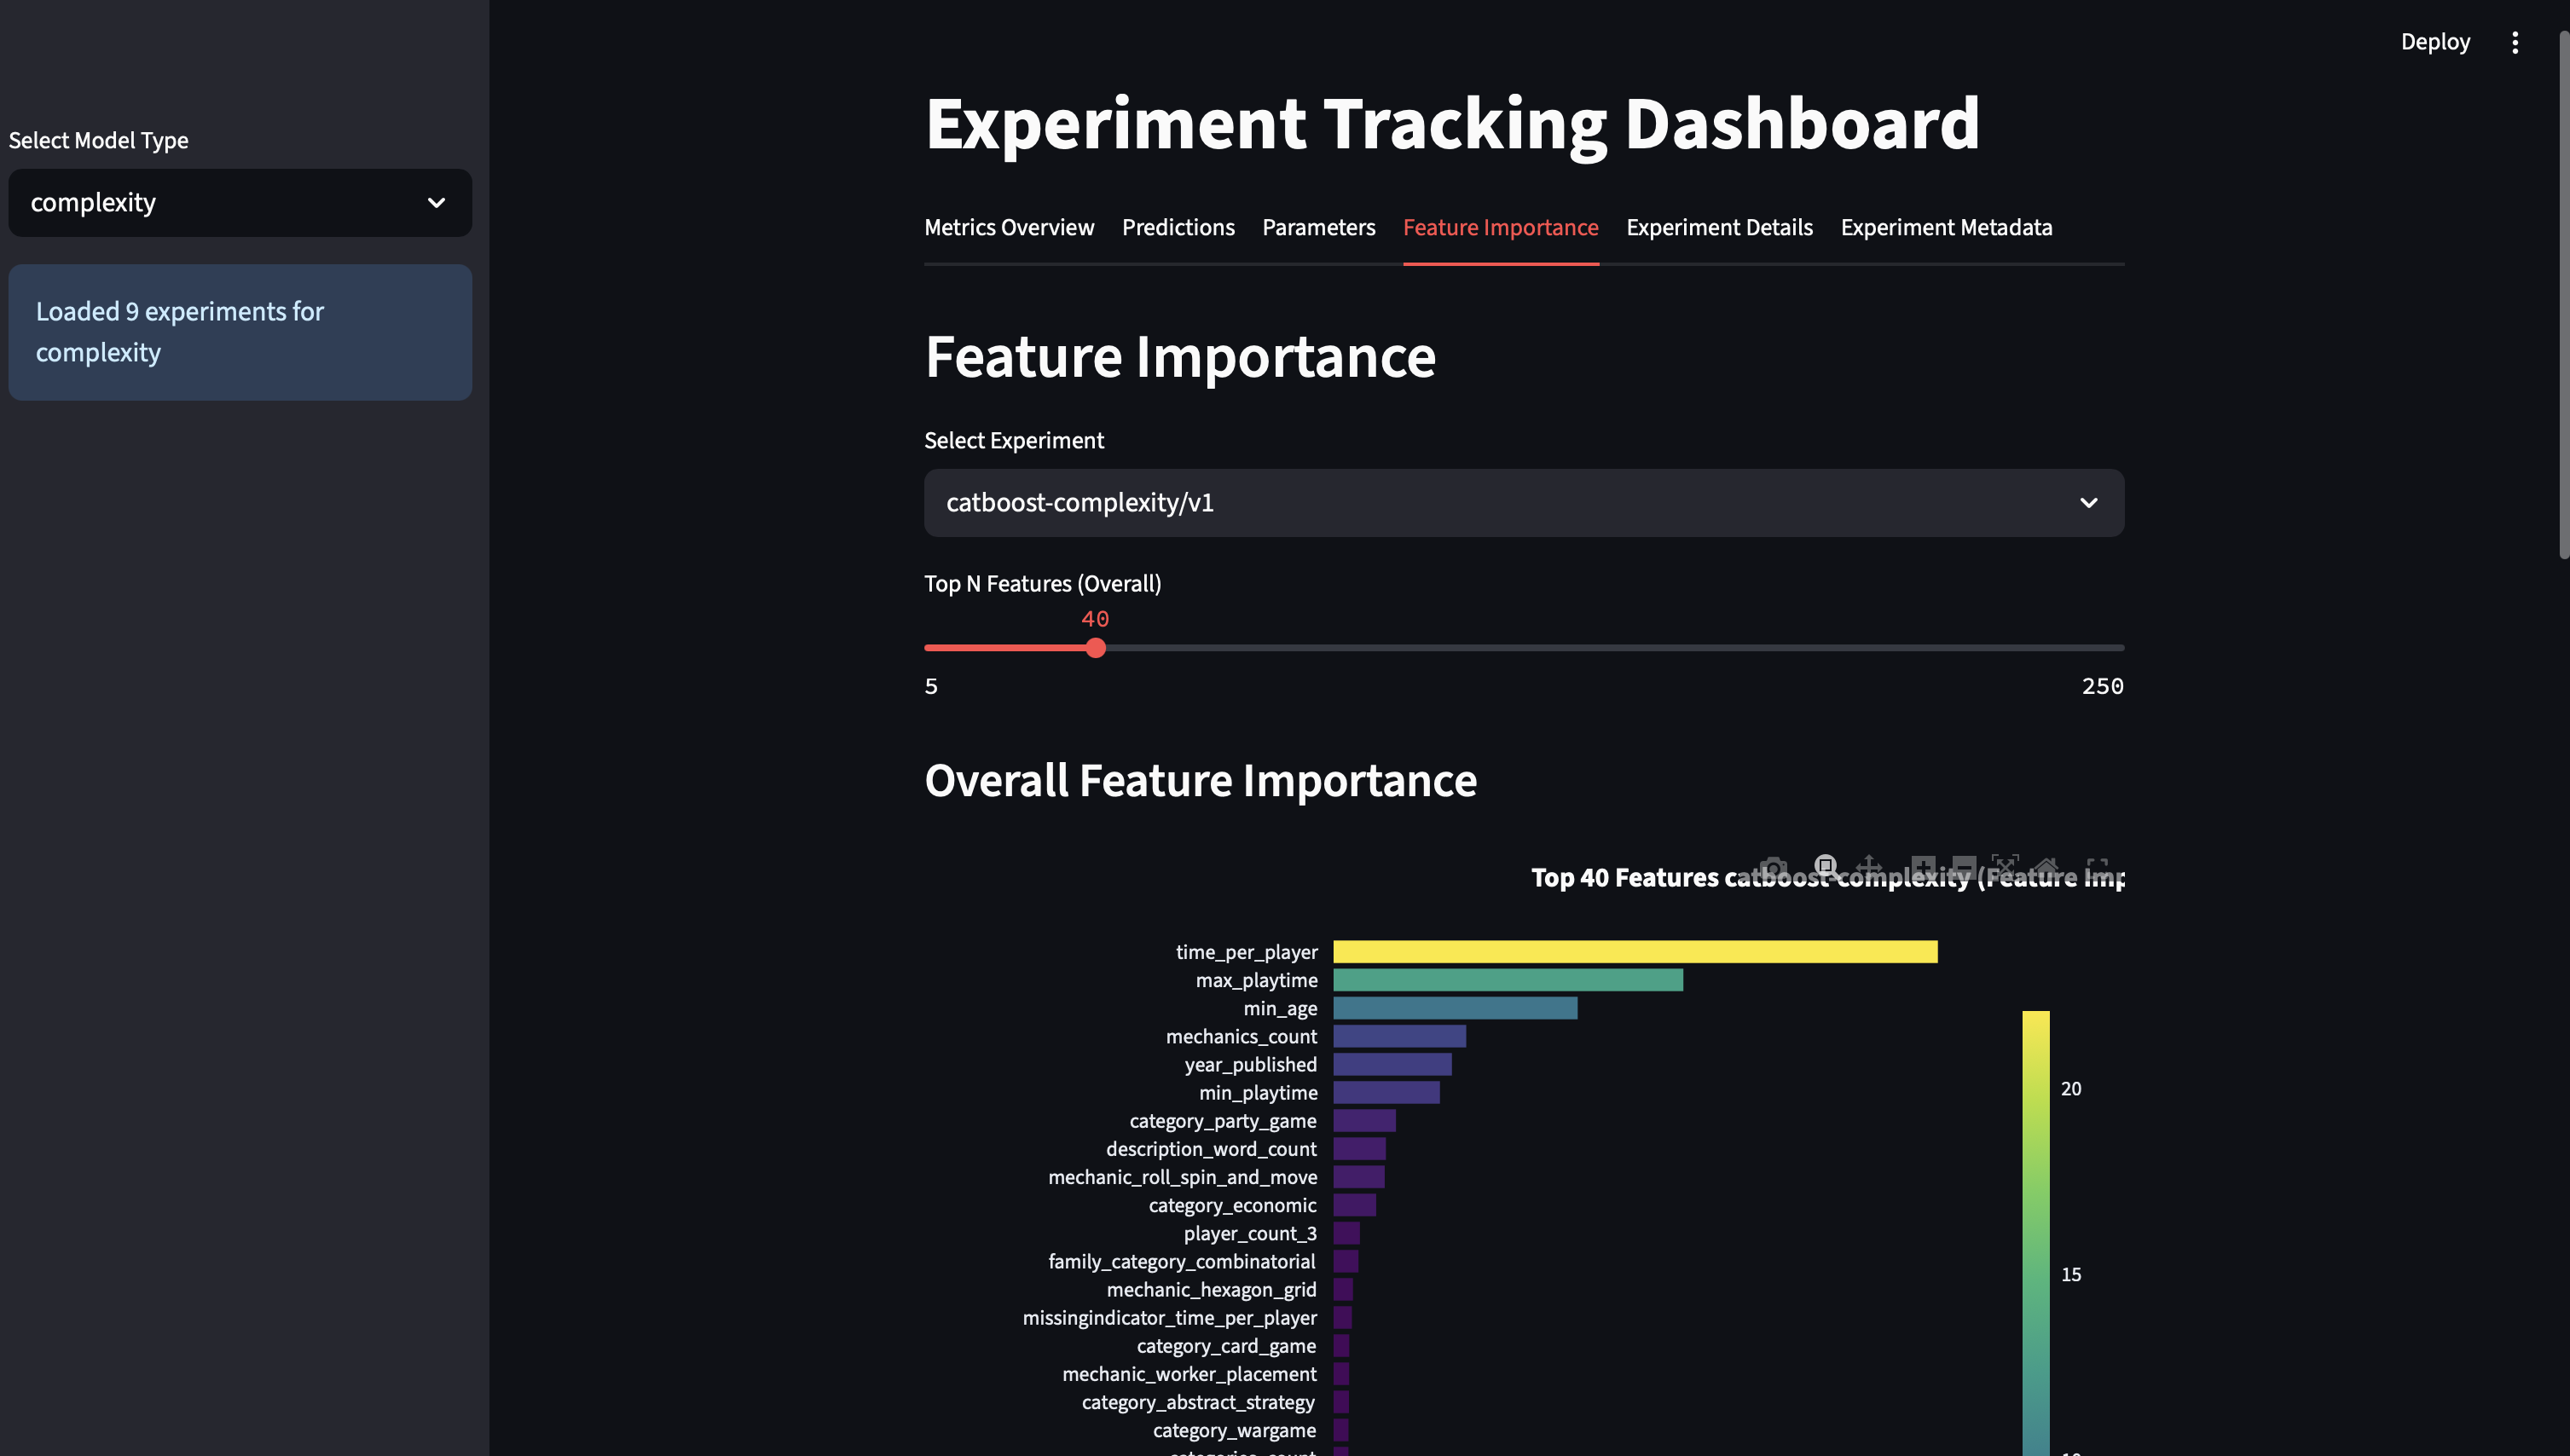 Deploy
Select Model Type
complexity
Loaded 9 experiments for
complexity
Experiment Tracking Dashboard
Metrics Overview
Predictions
Parameters
Feature Importance
Experiment Details
Experiment Metadata
Feature Importance
Select Experiment
catboost-complexity/v1
Top N Features (Overall)
40
5
250
Overall Feature Importance
Top 40 Features catboost-complexity (Feature Imp
time_per_player
max_playtime
min_age
mechanics_count
year_published
min_playtime
category_party_game
description_word_count
mechanic_roll_spin_and_move
category_economic
player_count_3
family_category_combinatorial
mechanic_hexagon_grid
missingindicator_time_per_player
category_card_game
mechanic_worker_placement
category_abstract_strategy
category_wargame
20
15